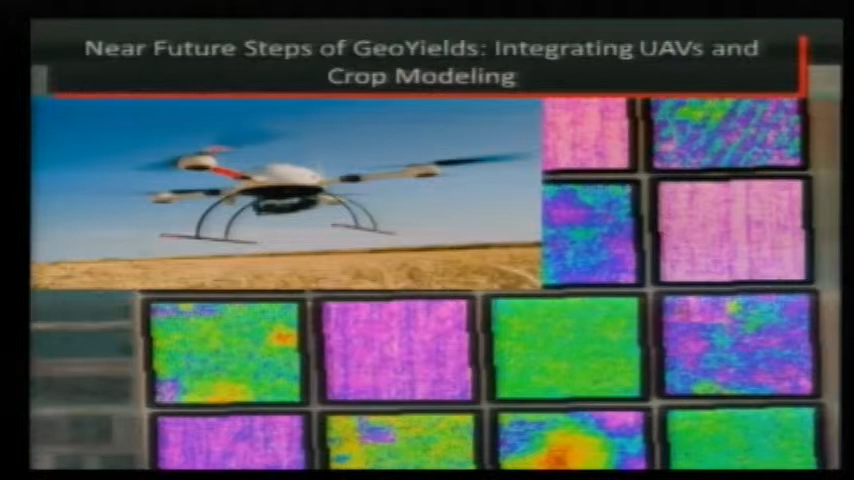 Near Future Steps of GeoYields: Integrating UAVs and
Crop Modeling